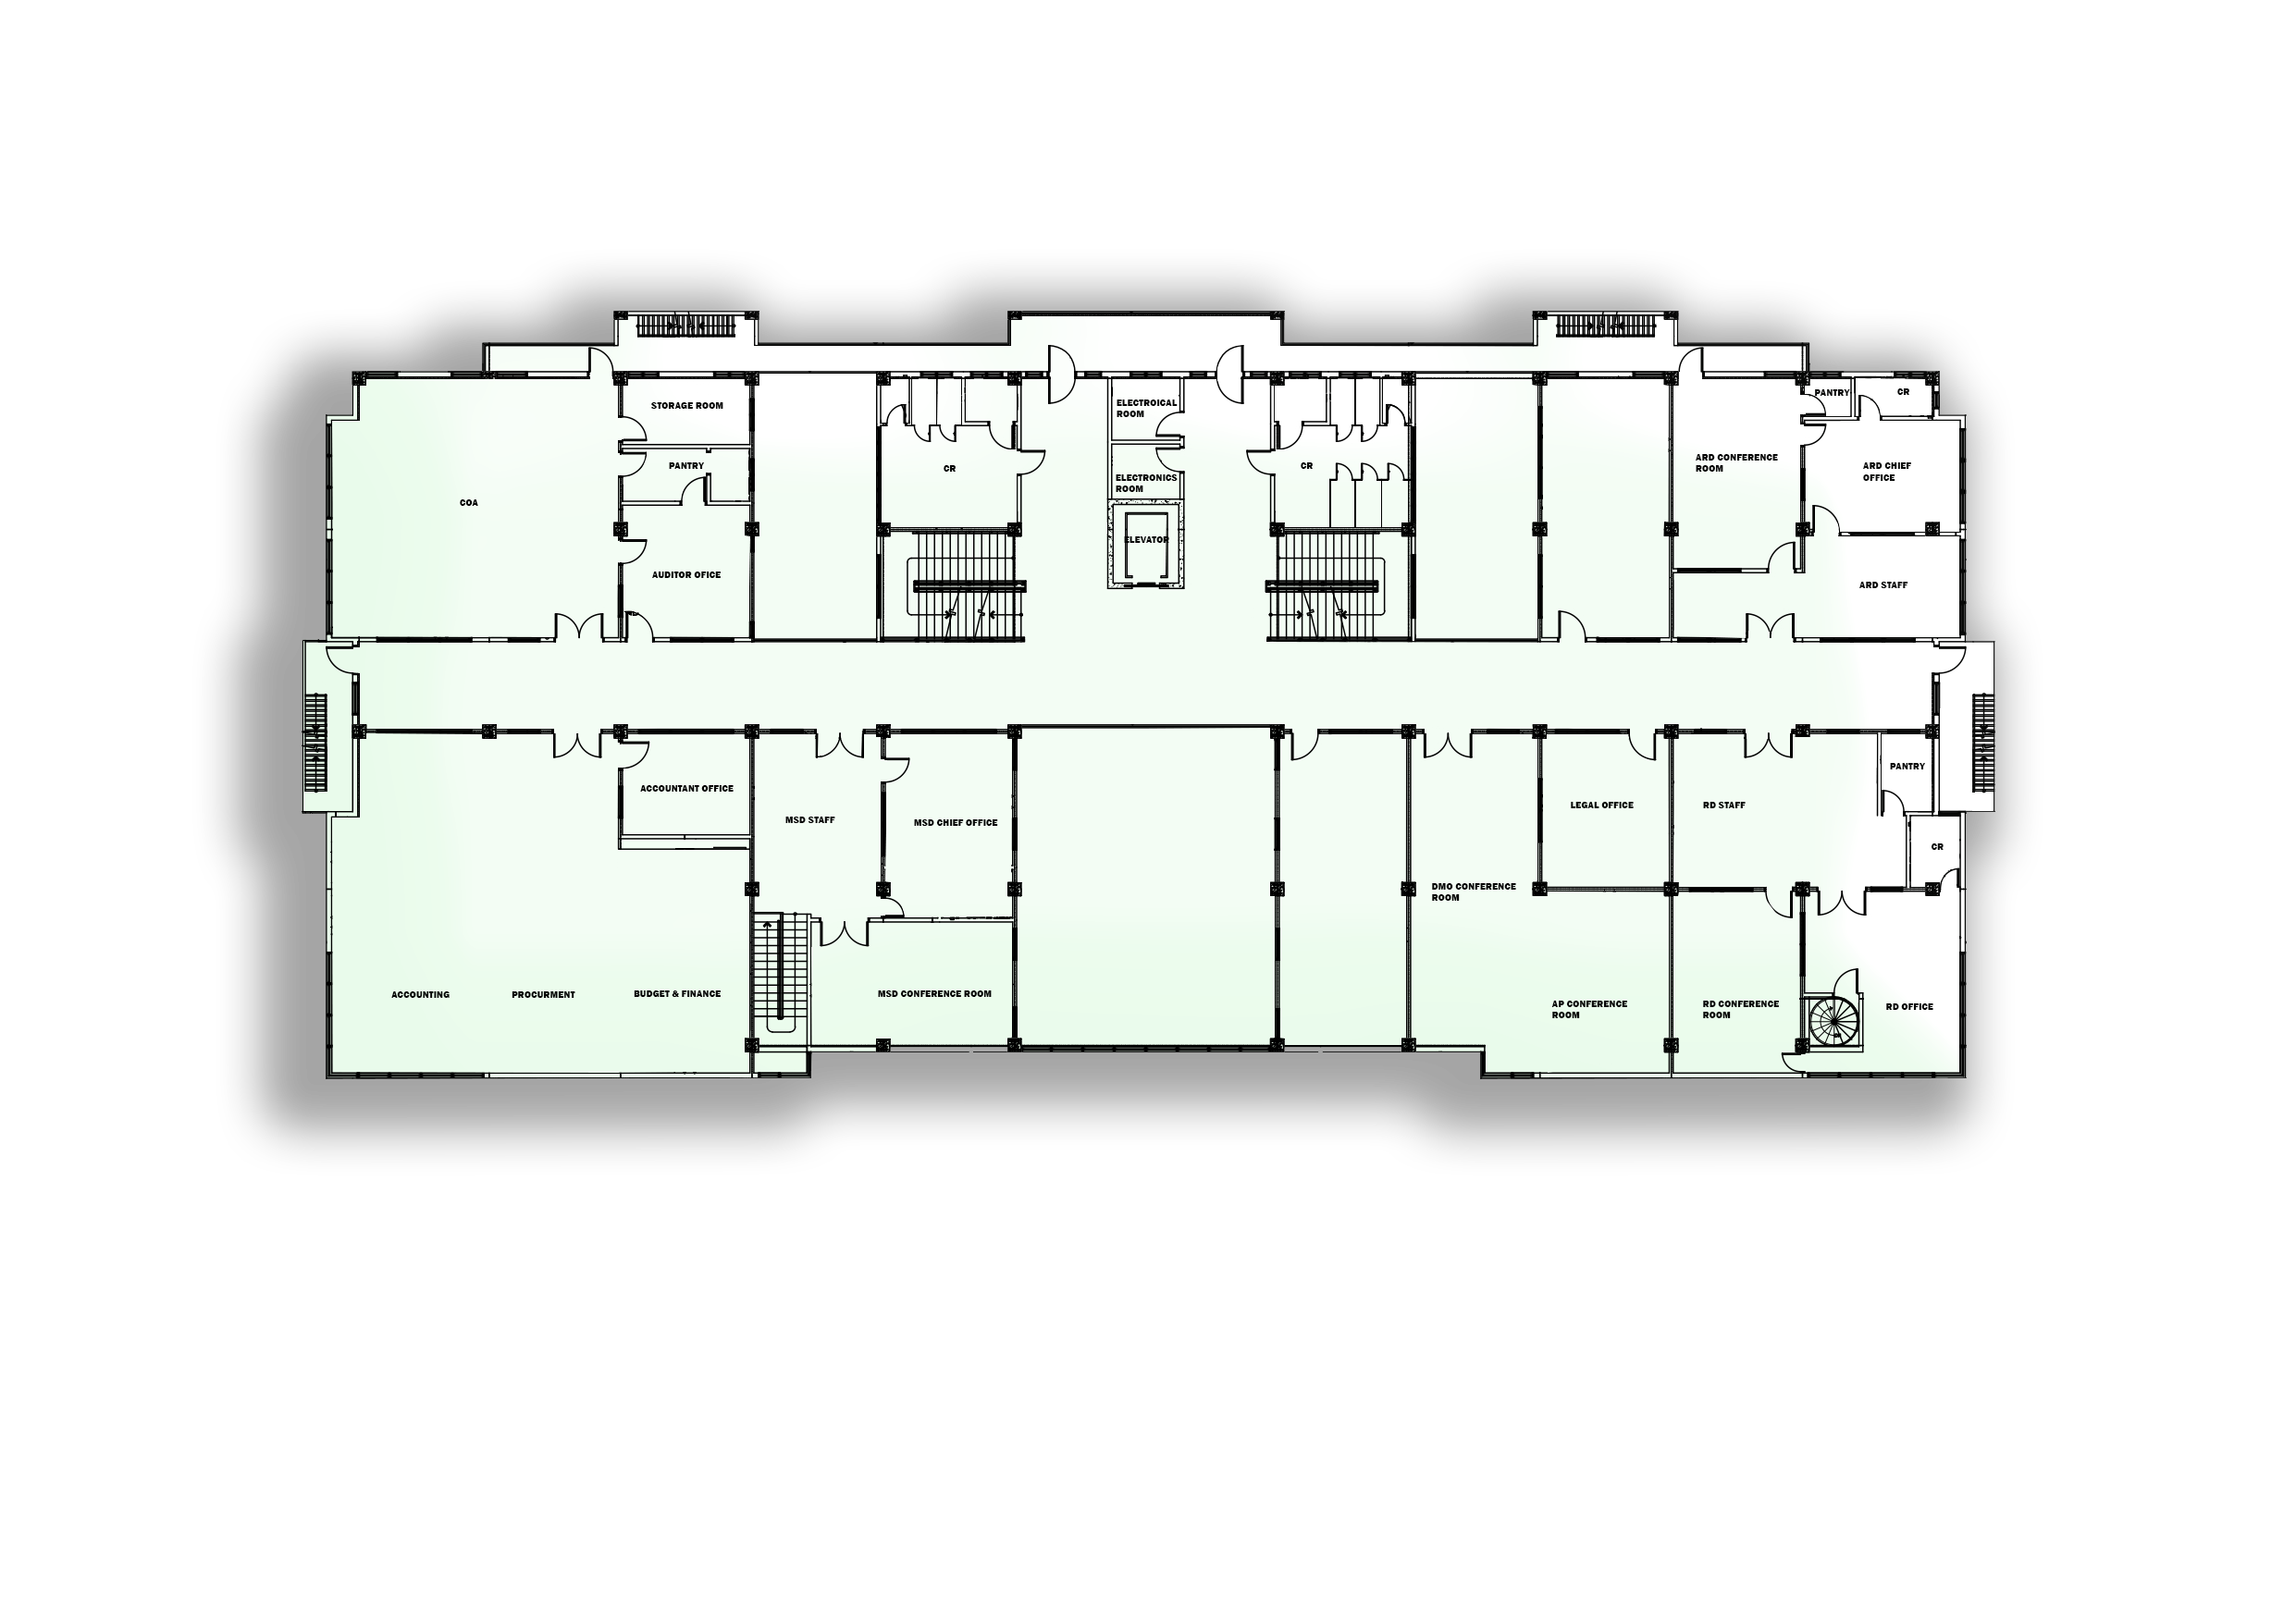 STORAGE ROOM
PANTRY
COA
AUDITOR OFICE
CR
ELECTROICAL
ROOM
ELECTRONICS
ROOM
ELEVATOR
CR
ARD CONFERENCE
ROOM
PANTRY
CR
ARD CHIEF
OFFICE
ARD STAFF
ACCOUNTANT OFFICE
MSD STAFF
MSD CHIEF OFFICE
LEGAL OFFICE
RD STAFF
PANTRY
CR
DMO CONFERENCE
ROOM
ACCOUNTING
PROCURMENT
BUDGET & FINANCE
MSD CONFERENCE ROOM
AP CONFERENCE
ROOM
RD CONFERENCE
ROOM
RD OFFICE